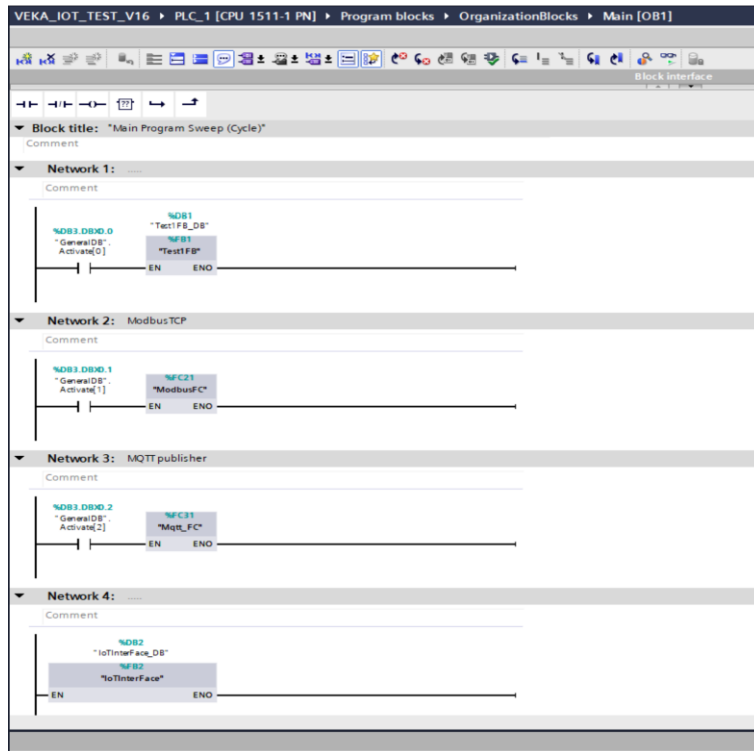 VEKA_IOT_TEST_V16 ▸ PLC_1 [CPU 1511-1 PN] ▸ Program blocks ▸ OrganizationBlocks ▸ Main [OB1]
Block interface
Block title: "Main Program Sweep (Cycle)"
Comment
Network 1: .....
Comment
%DB1
"Test1FB_DB"
%DB3.DBX0.0
"GeneralDB".
Activate[0]
%FB1
"Test1FB"
EN ENO
Network 2: ModbusTCP
Comment
%DB3.DBX0.1
"GeneralDB".
Activate[1]
%FC21
"ModbusFC"
EN ENO
Network 3: MQTT publisher
Comment
%DB3.DBX0.2
"GeneralDB".
Activate[2]
%FC31
"Mqtt_FC"
EN ENO
Network 4: .....
Comment
%DB2
"IoTInterFace_DB"
%FB2
"IoTInterFace"
EN ENO